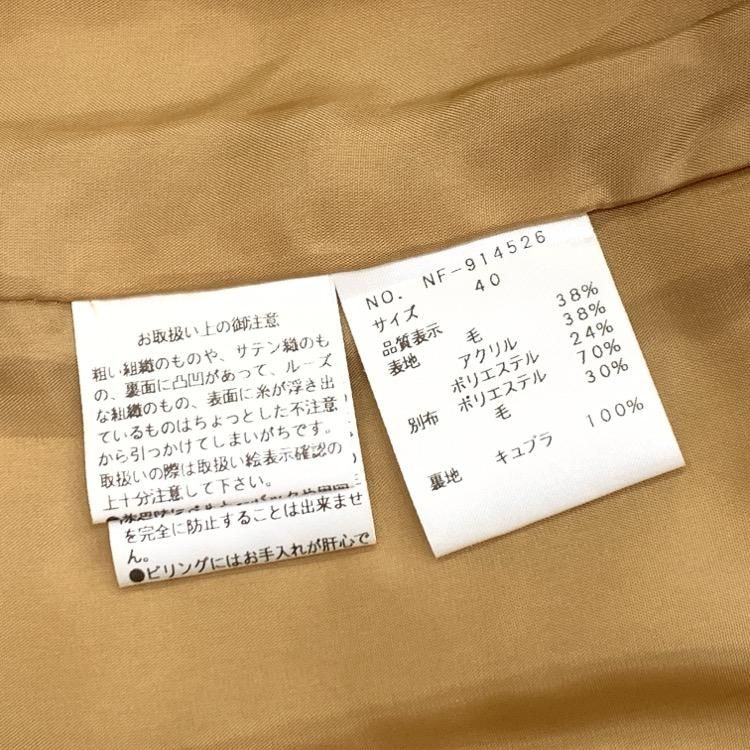 お取扱い上の御注意
粗い組織のものや、サテン織のも
の、裏面に凸凹があって、ルーズ
な組織のもの、表面に糸が浮き出
ているものはちょっとした不注意
から引っかけてしまいがちです。
取扱いの際は取扱い絵表示確認の
上十分注意して下さい。
を完全に防止することは出来ませ
ん。
●ピリングにはお手入れが肝心で
NO. NF-914526
サイズ 40
品質表示
表地 毛 38%
アクリル 38%
ポリエステル 24%
別布 ポリエステル 70%
毛 30%
裏地 キュプラ 100%